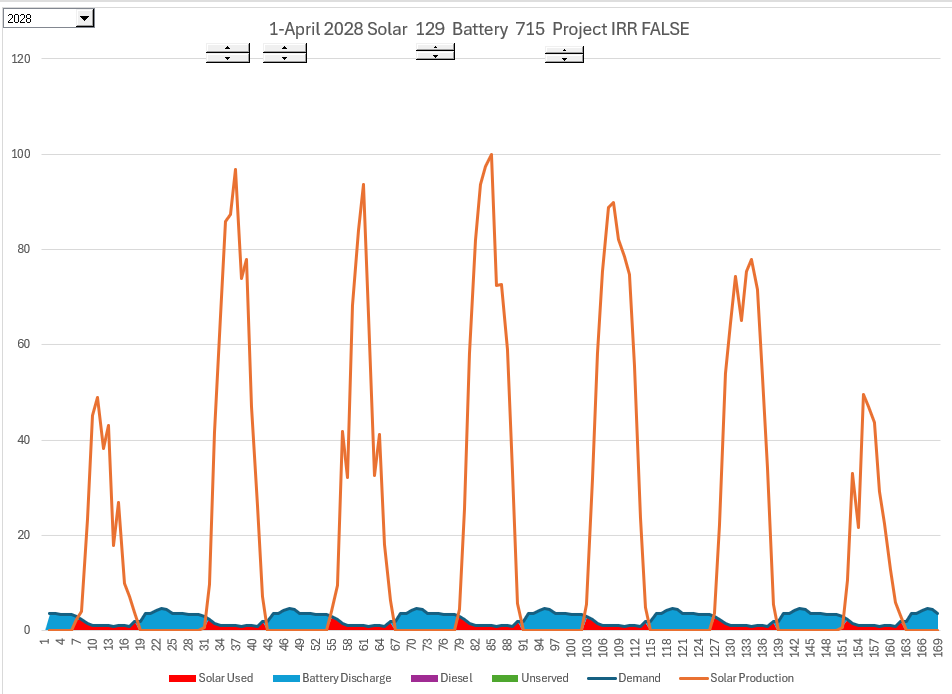 2028
1-April 2028 Solar 129 Battery 715 Project IRR FALSE
120
100
80
60
40
20
0
1 4 7 10 13 16 19 22 25 28 31 34 37 40 43 46 49 52 55 58 61 64 67 70 73 76 79 82 85 88 91 94 97 100 103 106 109 112 115 118 121 124 127 130 133 136 139 142 145 148 151 154 157 160 163 166 169
Solar Used Battery Discharge Diesel Unserved Demand Solar Production